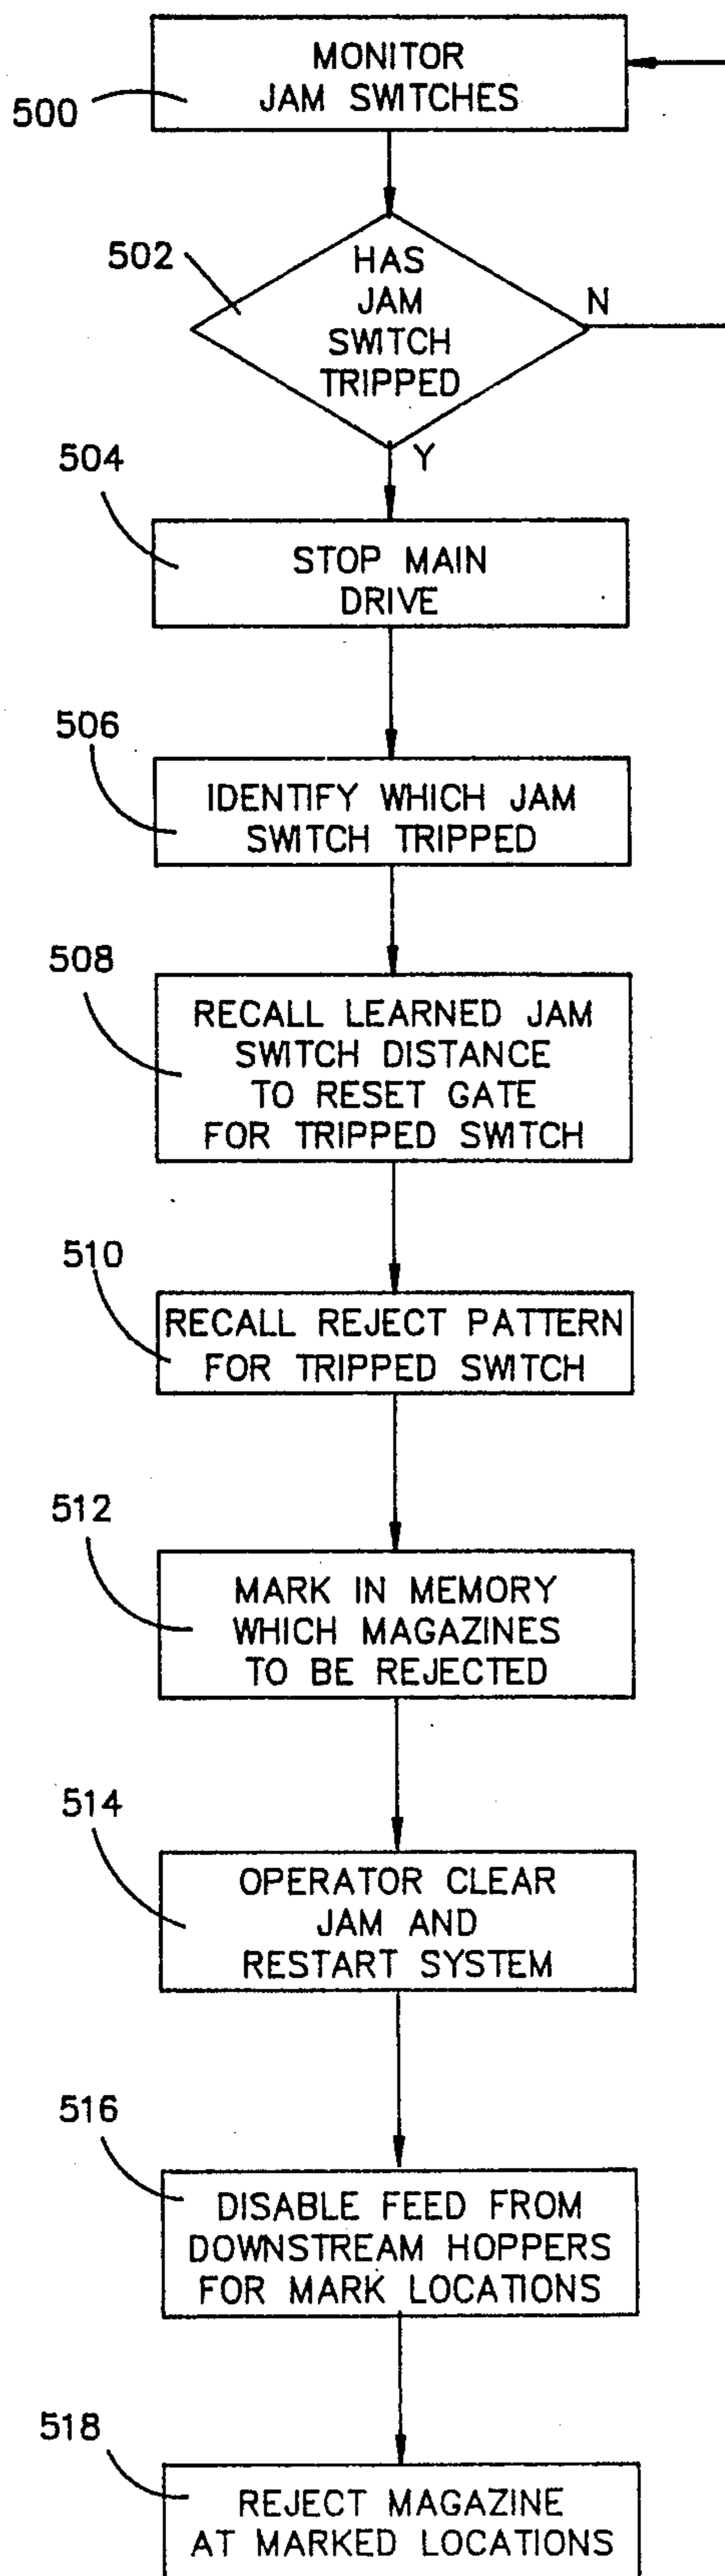 MONITOR
JAM SWITCHES
500
502
HAS
JAM
SWITCH
TRIPPED
N
Y
504
STOP MAIN
DRIVE
506
IDENTIFY WHICH JAM
SWITCH TRIPPED
508
RECALL LEARNED JAM
SWITCH DISTANCE
TO RESET GATE
FOR TRIPPED SWITCH
510
RECALL REJECT PATTERN
FOR TRIPPED SWITCH
512
MARK IN MEMORY
WHICH MAGAZINES
TO BE REJECTED
514
OPERATOR CLEAR
JAM AND
RESTART SYSTEM
516
DISABLE FEED FROM
DOWNSTREAM HOPPERS
FOR MARK LOCATIONS
518
REJECT MAGAZINE
AT MARKED LOCATIONS